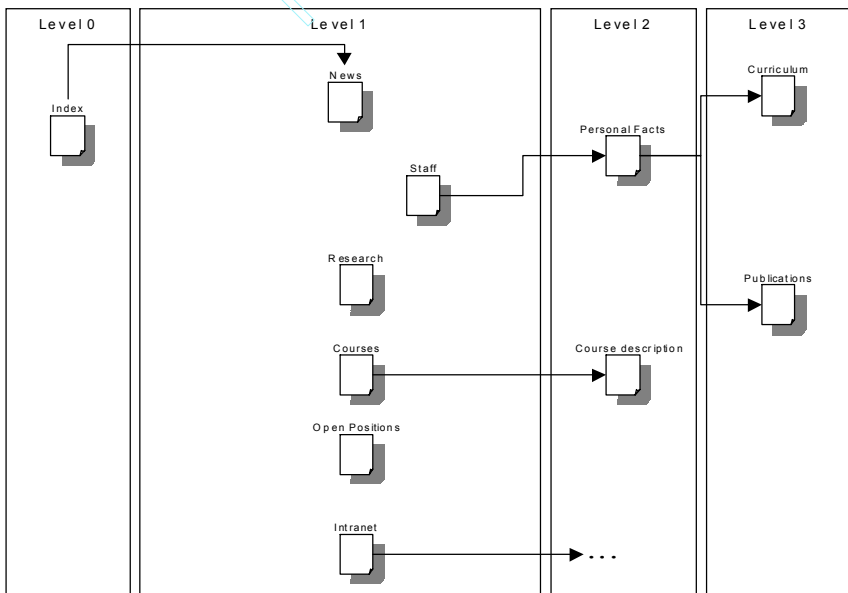 Level 0
Level 1
Level 2
Level 3
News
Curriculum
Index
Personal Facts
Staff
Research
Publications
Courses
Course description
Open Positions
Intranet
...